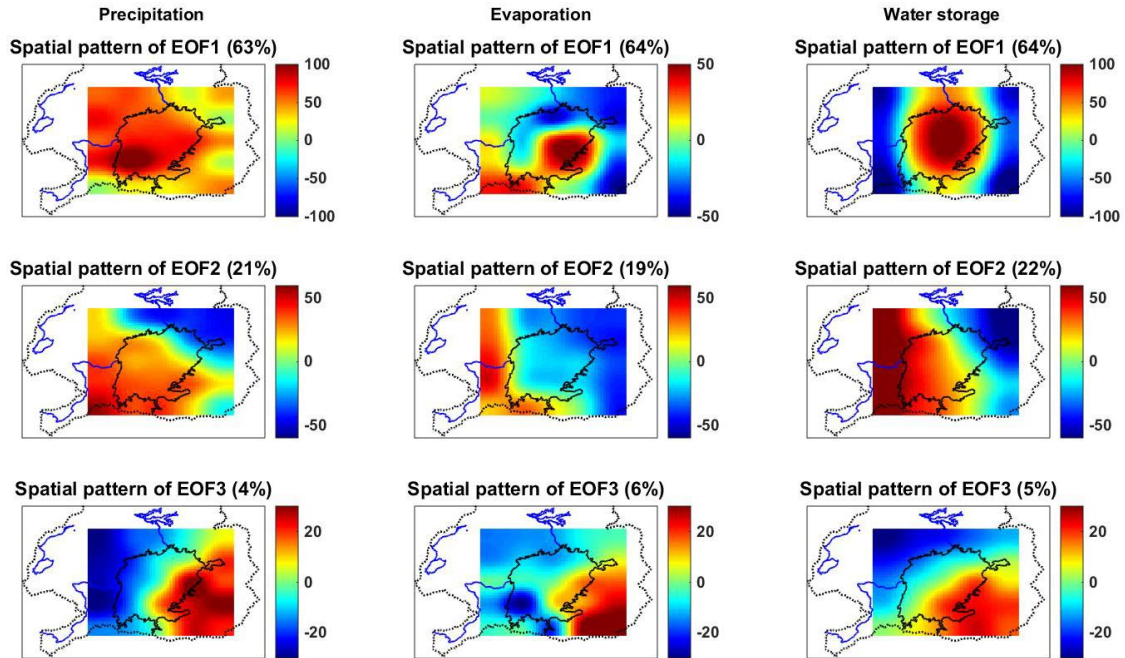 Precipitation Evaporation Water storage
Spatial pattern of EOF1 (63%) Spatial pattern of EOF1 (64%) Spatial pattern of EOF1 (64%)
100 50 100
50 50
0 0 0
-50 -50
-100 -50 -100
Spatial pattern of EOF2 (21%) Spatial pattern of EOF2 (19%) Spatial pattern of EOF2 (22%)
50 50 50
0 0 0
-50 -50 -50
Spatial pattern of EOF3 (4%) Spatial pattern of EOF3 (6%) Spatial pattern of EOF3 (5%)
20 20 20
0 0 0
-20 -20 -20